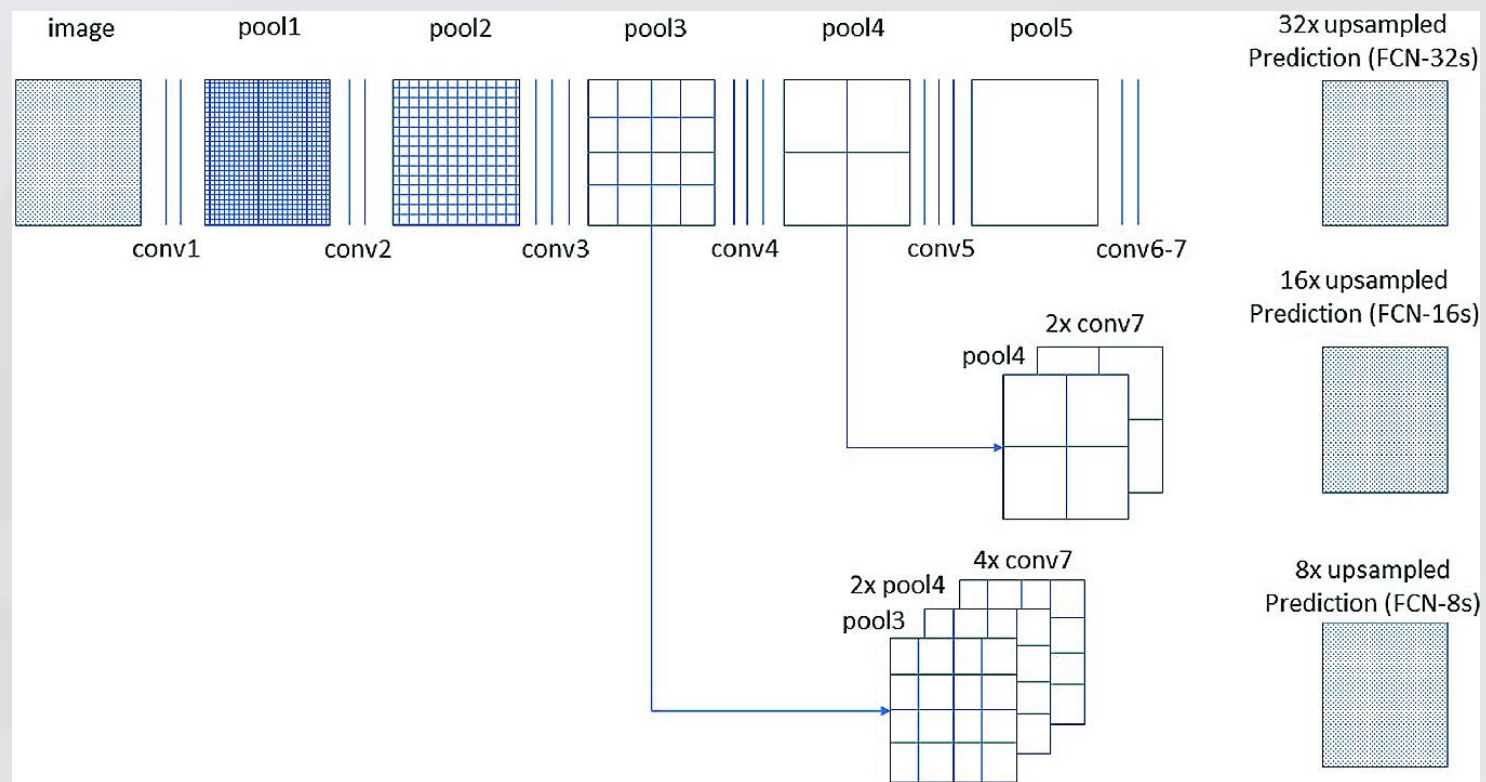 image
pool1
pool2
pool3
pool4
pool5
32x upsampled
Prediction (FCN-32s)
conv1
conv2
conv3
conv4
conv5
conv6-7
16x upsampled
Prediction (FCN-16s)
2x conv7
pool4
4x conv7
2x pool4
pool3
8x upsampled
Prediction (FCN-8s)